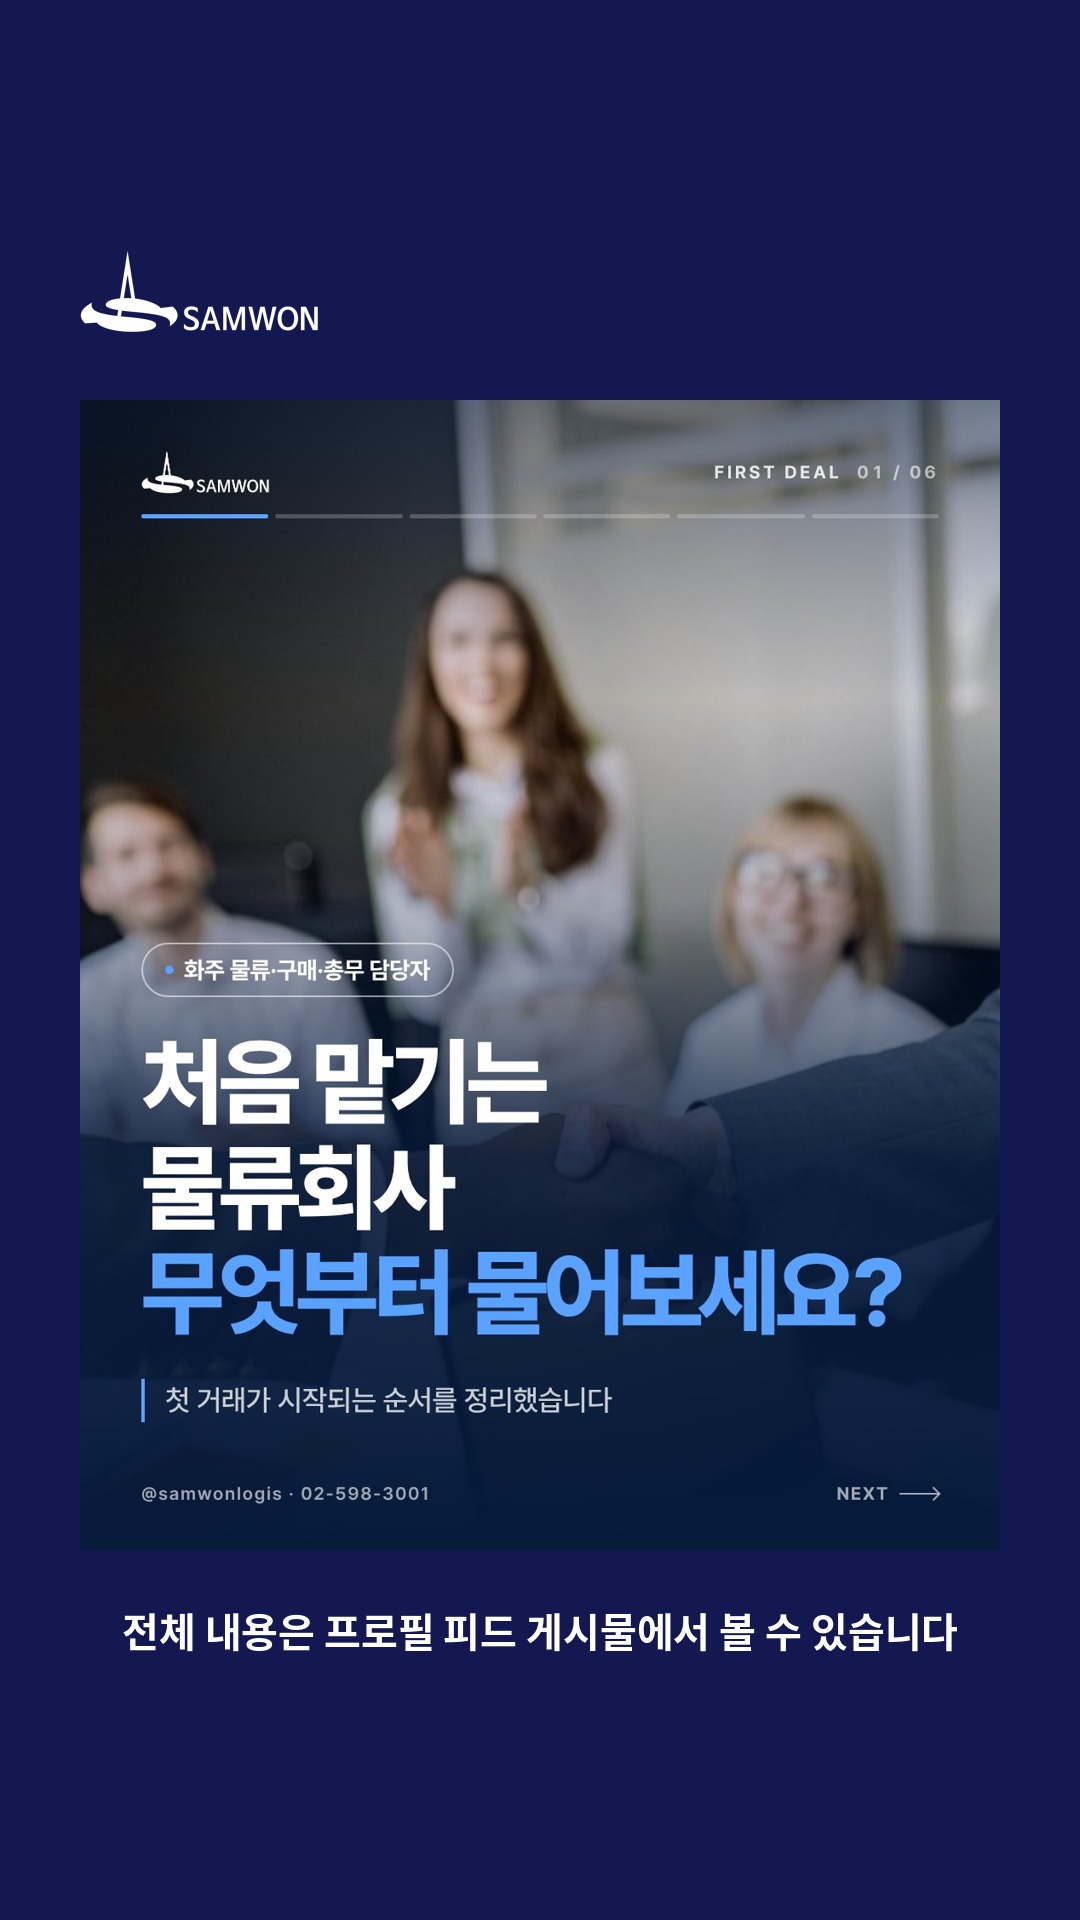 SAMWON
SAMWON
FIRST DEAL 01 / 06
화주 물류·구매·총무 담당자
처음 맡기는
물류회사
무엇부터 물어보세요?
첫 거래가 시작되는 순서를 정리했습니다
@samwonlogis · 02-598-3001
NEXT
전체 내용은 프로필 피드 게시물에서 볼 수 있습니다